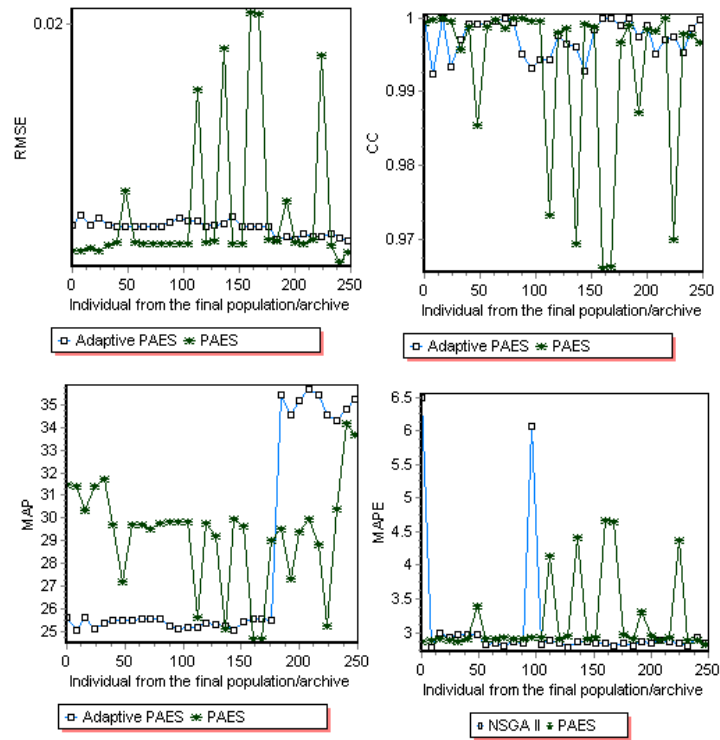 0.02
RMSE
0 50 100 150 200 250
Individual from the final population/archive
Adaptive PAES PAES
1
0.99
0.98
0.97
CC
0 50 100 150 200 250
Individual from the final population/archive
Adaptive PAES PAES
35
34
33
32
31
30
29
28
27
26
25
MAP
0 50 100 150 200 250
Individual from the final population/archive
Adaptive PAES PAES
6.5
6
5.5
5
4.5
4
3.5
3
MAPE
0 50 100 150 200 250
Individual from the final population/archive
NSGA II PAES